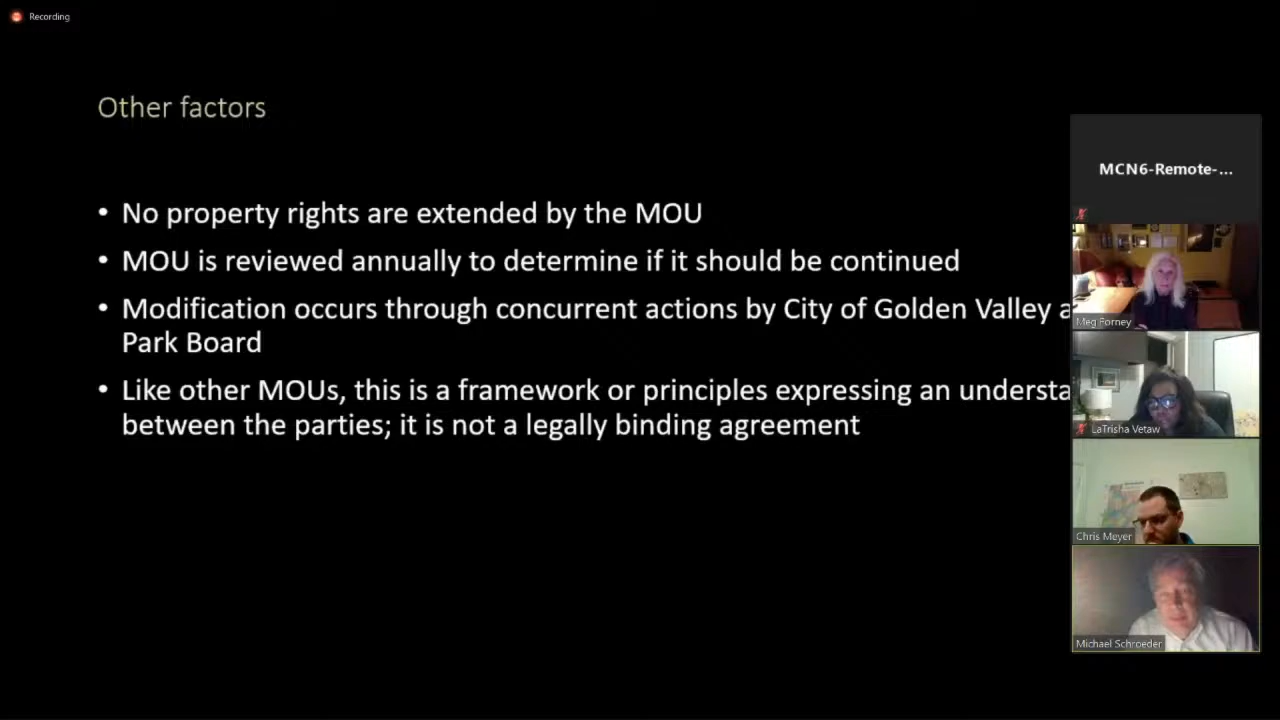 Recording
Other factors
• No property rights are extended by the MOU
• MOU is reviewed annually to determine if it should be continued
• Modification occurs through concurrent actions by City of Golden Valley a
Park Board
• Like other MOUs, this is a framework or principles expressing an understa
between the parties; it is not a legally binding agreement
MCN6-Remote-...
Meg Forney
LaTrisha Vetaw
Chris Meyer
Michael Schroeder